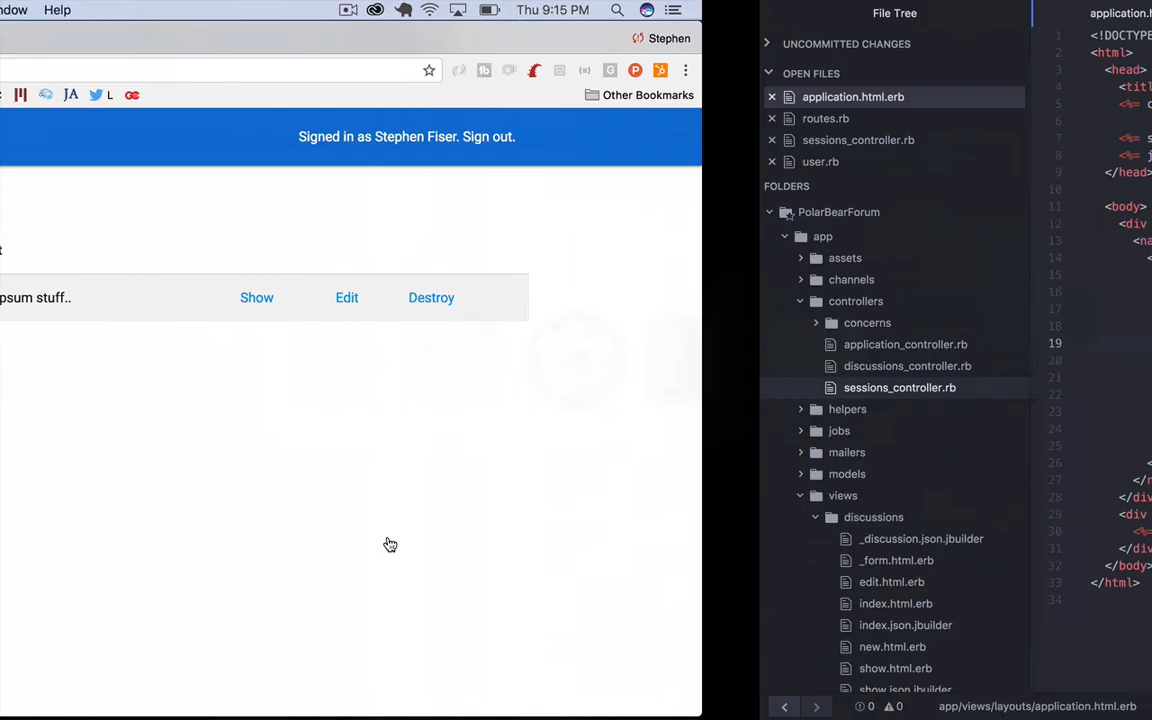 ndow Help Thu 9:15 PM
Stephen
JA L Other Bookmarks
Signed in as Stephen Fiser. Sign out.
t
psum stuff.. Show Edit Destroy
File Tree
UNCOMMITTED CHANGES
OPEN FILES
application.html.erb
routes.rb
sessions_controller.rb
user.rb
FOLDERS
PolarBearForum
app
assets
channels
controllers
concerns
application_controller.rb
discussions_controller.rb
sessions_controller.rb
helpers
jobs
mailers
models
views
discussions
_discussion.json.jbuilder
_form.html.erb
edit.html.erb
index.html.erb
index.json.jbuilder
new.html.erb
show.html.erb
show.json.jbuilder
application.h
1 <!DOCTYPE
2 <html>
3 <head>
4 <titl
5 <%= c
6
7 <%= s
8 <%= j
9 </head>
10
11 <body>
12 <div
13 <na
14 <
15
16
17
18
19
20
21
22
23
24
25
26 <
27 </n
28 </div
29 <div
30 <%=
31 </div
32 </body>
33 </html>
34
0 0 app/views/layouts/application.html.erb